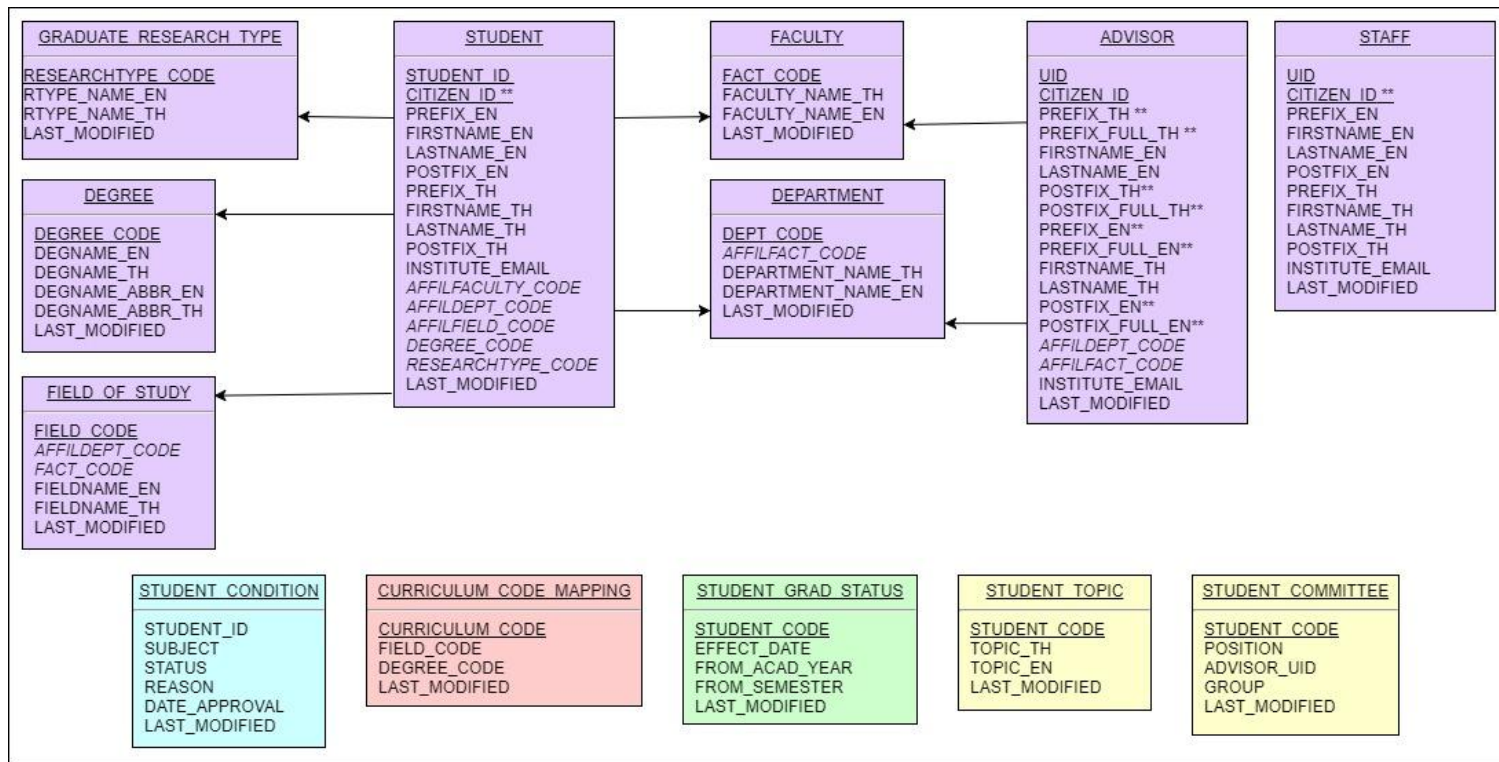 GRADUATE_RESEARCH_TYPE
RESEARCHTYPE_CODE
RTYPE_NAME_EN
RTYPE_NAME_TH
LAST_MODIFIED
STUDENT
STUDENT_ID
CITIZEN_ID **
PREFIX_EN
FIRSTNAME_EN
LASTNAME_EN
POSTFIX_EN
PREFIX_TH
FIRSTNAME_TH
LASTNAME_TH
POSTFIX_TH
INSTITUTE_EMAIL
AFFILFACULTY_CODE
AFFILDEPT_CODE
AFFILFIELD_CODE
DEGREE_CODE
RESEARCHTYPE_CODE
LAST_MODIFIED
FACULTY
FACT_CODE
FACULTY_NAME_TH
FACULTY_NAME_EN
LAST_MODIFIED
ADVISOR
UID
CITIZEN_ID
PREFIX_TH **
PREFIX_FULL_TH **
FIRSTNAME_EN
LASTNAME_EN
POSTFIX_TH**
POSTFIX_FULL_TH**
PREFIX_EN**
PREFIX_FULL_EN**
FIRSTNAME_TH
LASTNAME_TH
POSTFIX_EN**
POSTFIX_FULL_EN**
AFFILDEPT_CODE
AFFILFACT_CODE
INSTITUTE_EMAIL
LAST_MODIFIED
STAFF
UID
CITIZEN_ID **
PREFIX_EN
FIRSTNAME_EN
LASTNAME_EN
POSTFIX_EN
PREFIX_TH
FIRSTNAME_TH
LASTNAME_TH
POSTFIX_TH
INSTITUTE_EMAIL
LAST_MODIFIED
DEGREE
DEGREE_CODE
DEGNAME_EN
DEGNAME_TH
DEGNAME_ABBR_EN
DEGNAME_ABBR_TH
LAST_MODIFIED
DEPARTMENT
DEPT_CODE
AFFILFACT_CODE
DEPARTMENT_NAME_TH
DEPARTMENT_NAME_EN
LAST_MODIFIED
FIELD_OF_STUDY
FIELD_CODE
AFFILDEPT_CODE
FACT_CODE
FIELDNAME_EN
FIELDNAME_TH
LAST_MODIFIED
STUDENT_CONDITION
STUDENT_ID
SUBJECT
STATUS
REASON
DATE_APPROVAL
LAST_MODIFIED
CURRICULUM_CODE_MAPPING
CURRICULUM_CODE
FIELD_CODE
DEGREE_CODE
LAST_MODIFIED
STUDENT_GRAD_STATUS
STUDENT_CODE
EFFECT_DATE
FROM_ACAD_YEAR
FROM_SEMESTER
LAST_MODIFIED
STUDENT_TOPIC
STUDENT_CODE
TOPIC_TH
TOPIC_EN
LAST_MODIFIED
STUDENT_COMMITTEE
STUDENT_CODE
POSITION
ADVISOR_UID
GROUP
LAST_MODIFIED